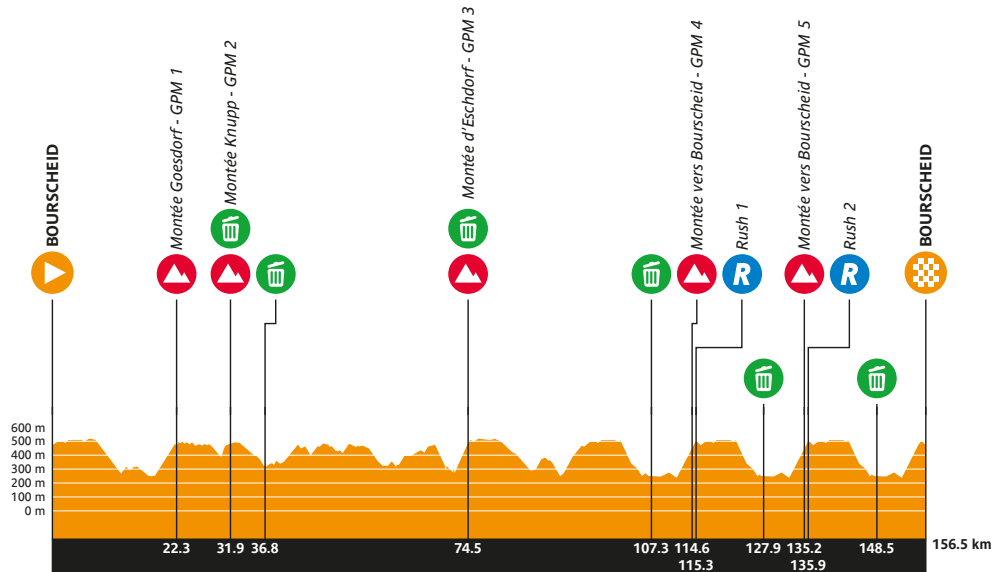 BOURSCHEID
Montée Goesdorf - GPM 1
Montée Knupp - GPM 2
Montée d'Eschdorf - GPM 3
Montée vers Bourscheid - GPM 4
Rush 1
Montée vers Bourscheid - GPM 5
Rush 2
BOURSCHEID
R
R
600 m
500 m
400 m
300 m
200 m
100 m
0 m
22.3 31.9 36.8 74.5 107.3 114.6 127.9 135.2 148.5 156.5 km
115.3 135.9